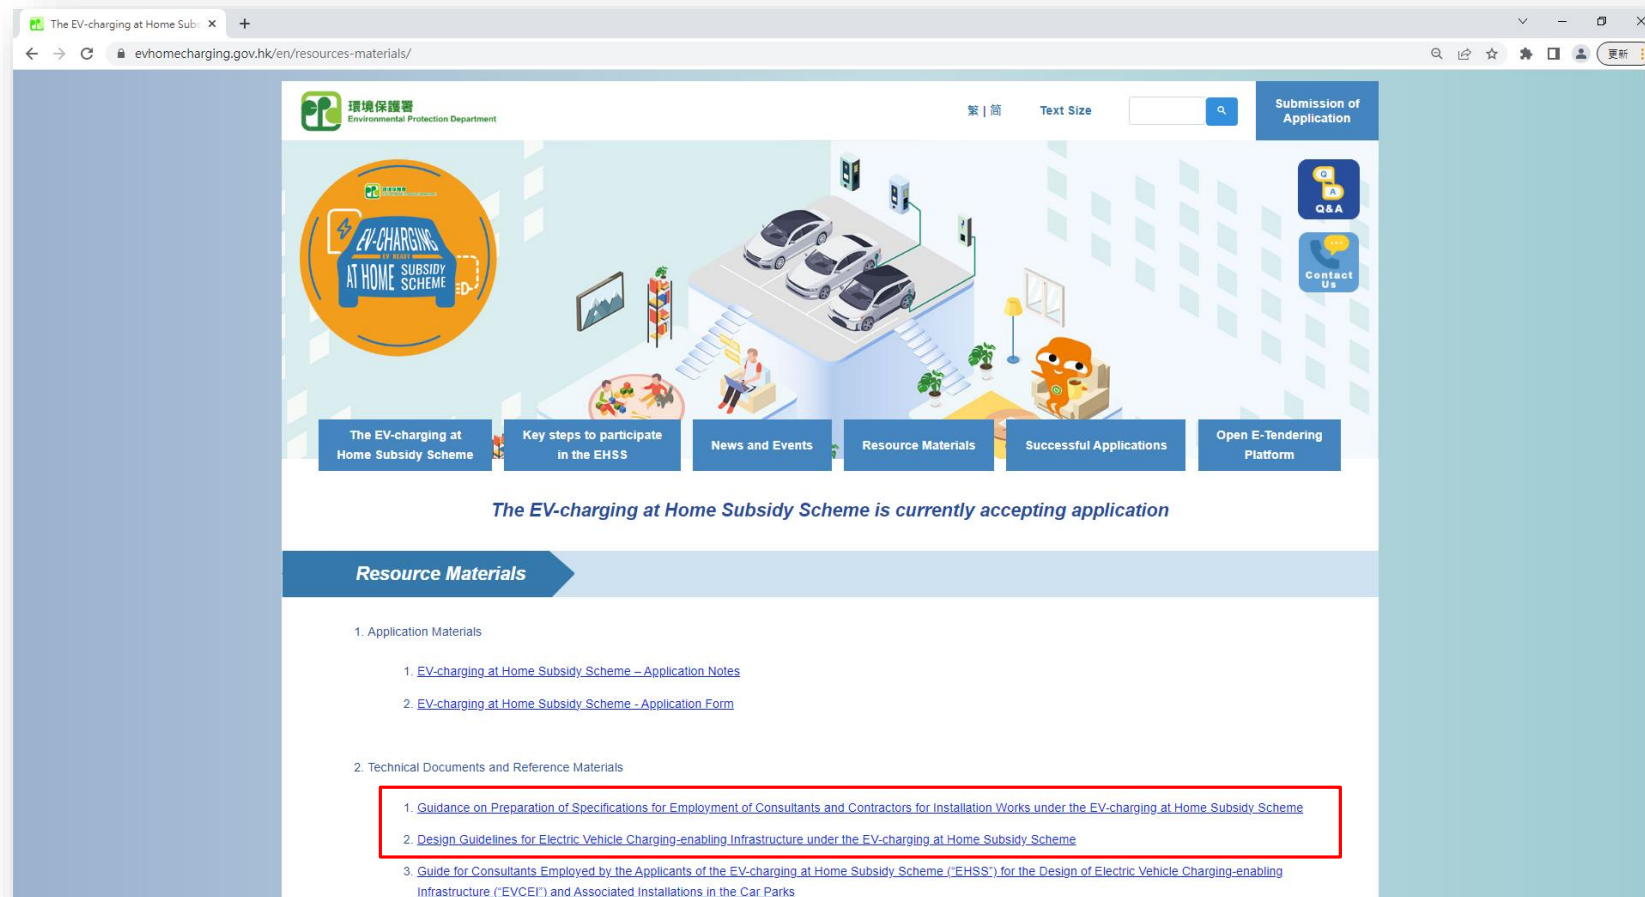 The EV-charging at Home Subs
evhomecharging.gov.hk/en/resources-materials/
更新
環境保護署
Environmental Protection Department
繁 | 简
Text Size
Submission of
Application
EV-CHARGING
EV READY
AT HOME SUBSIDY
SCHEME
Q
A
Q&A
Contact
Us
The EV-charging at
Home Subsidy Scheme
Key steps to participate
in the EHSS
News and Events
Resource Materials
Successful Applications
Open E-Tendering
Platform
The EV-charging at Home Subsidy Scheme is currently accepting application
Resource Materials
1. Application Materials
1. EV-charging at Home Subsidy Scheme – Application Notes
2. EV-charging at Home Subsidy Scheme - Application Form
2. Technical Documents and Reference Materials
1. Guidance on Preparation of Specifications for Employment of Consultants and Contractors for Installation Works under the EV-charging at Home Subsidy Scheme
2. Design Guidelines for Electric Vehicle Charging-enabling Infrastructure under the EV-charging at Home Subsidy Scheme
3. Guide for Consultants Employed by the Applicants of the EV-charging at Home Subsidy Scheme ("EHSS") for the Design of Electric Vehicle Charging-enabling
Infrastructure ("EVCEI") and Associated Installations in the Car Parks